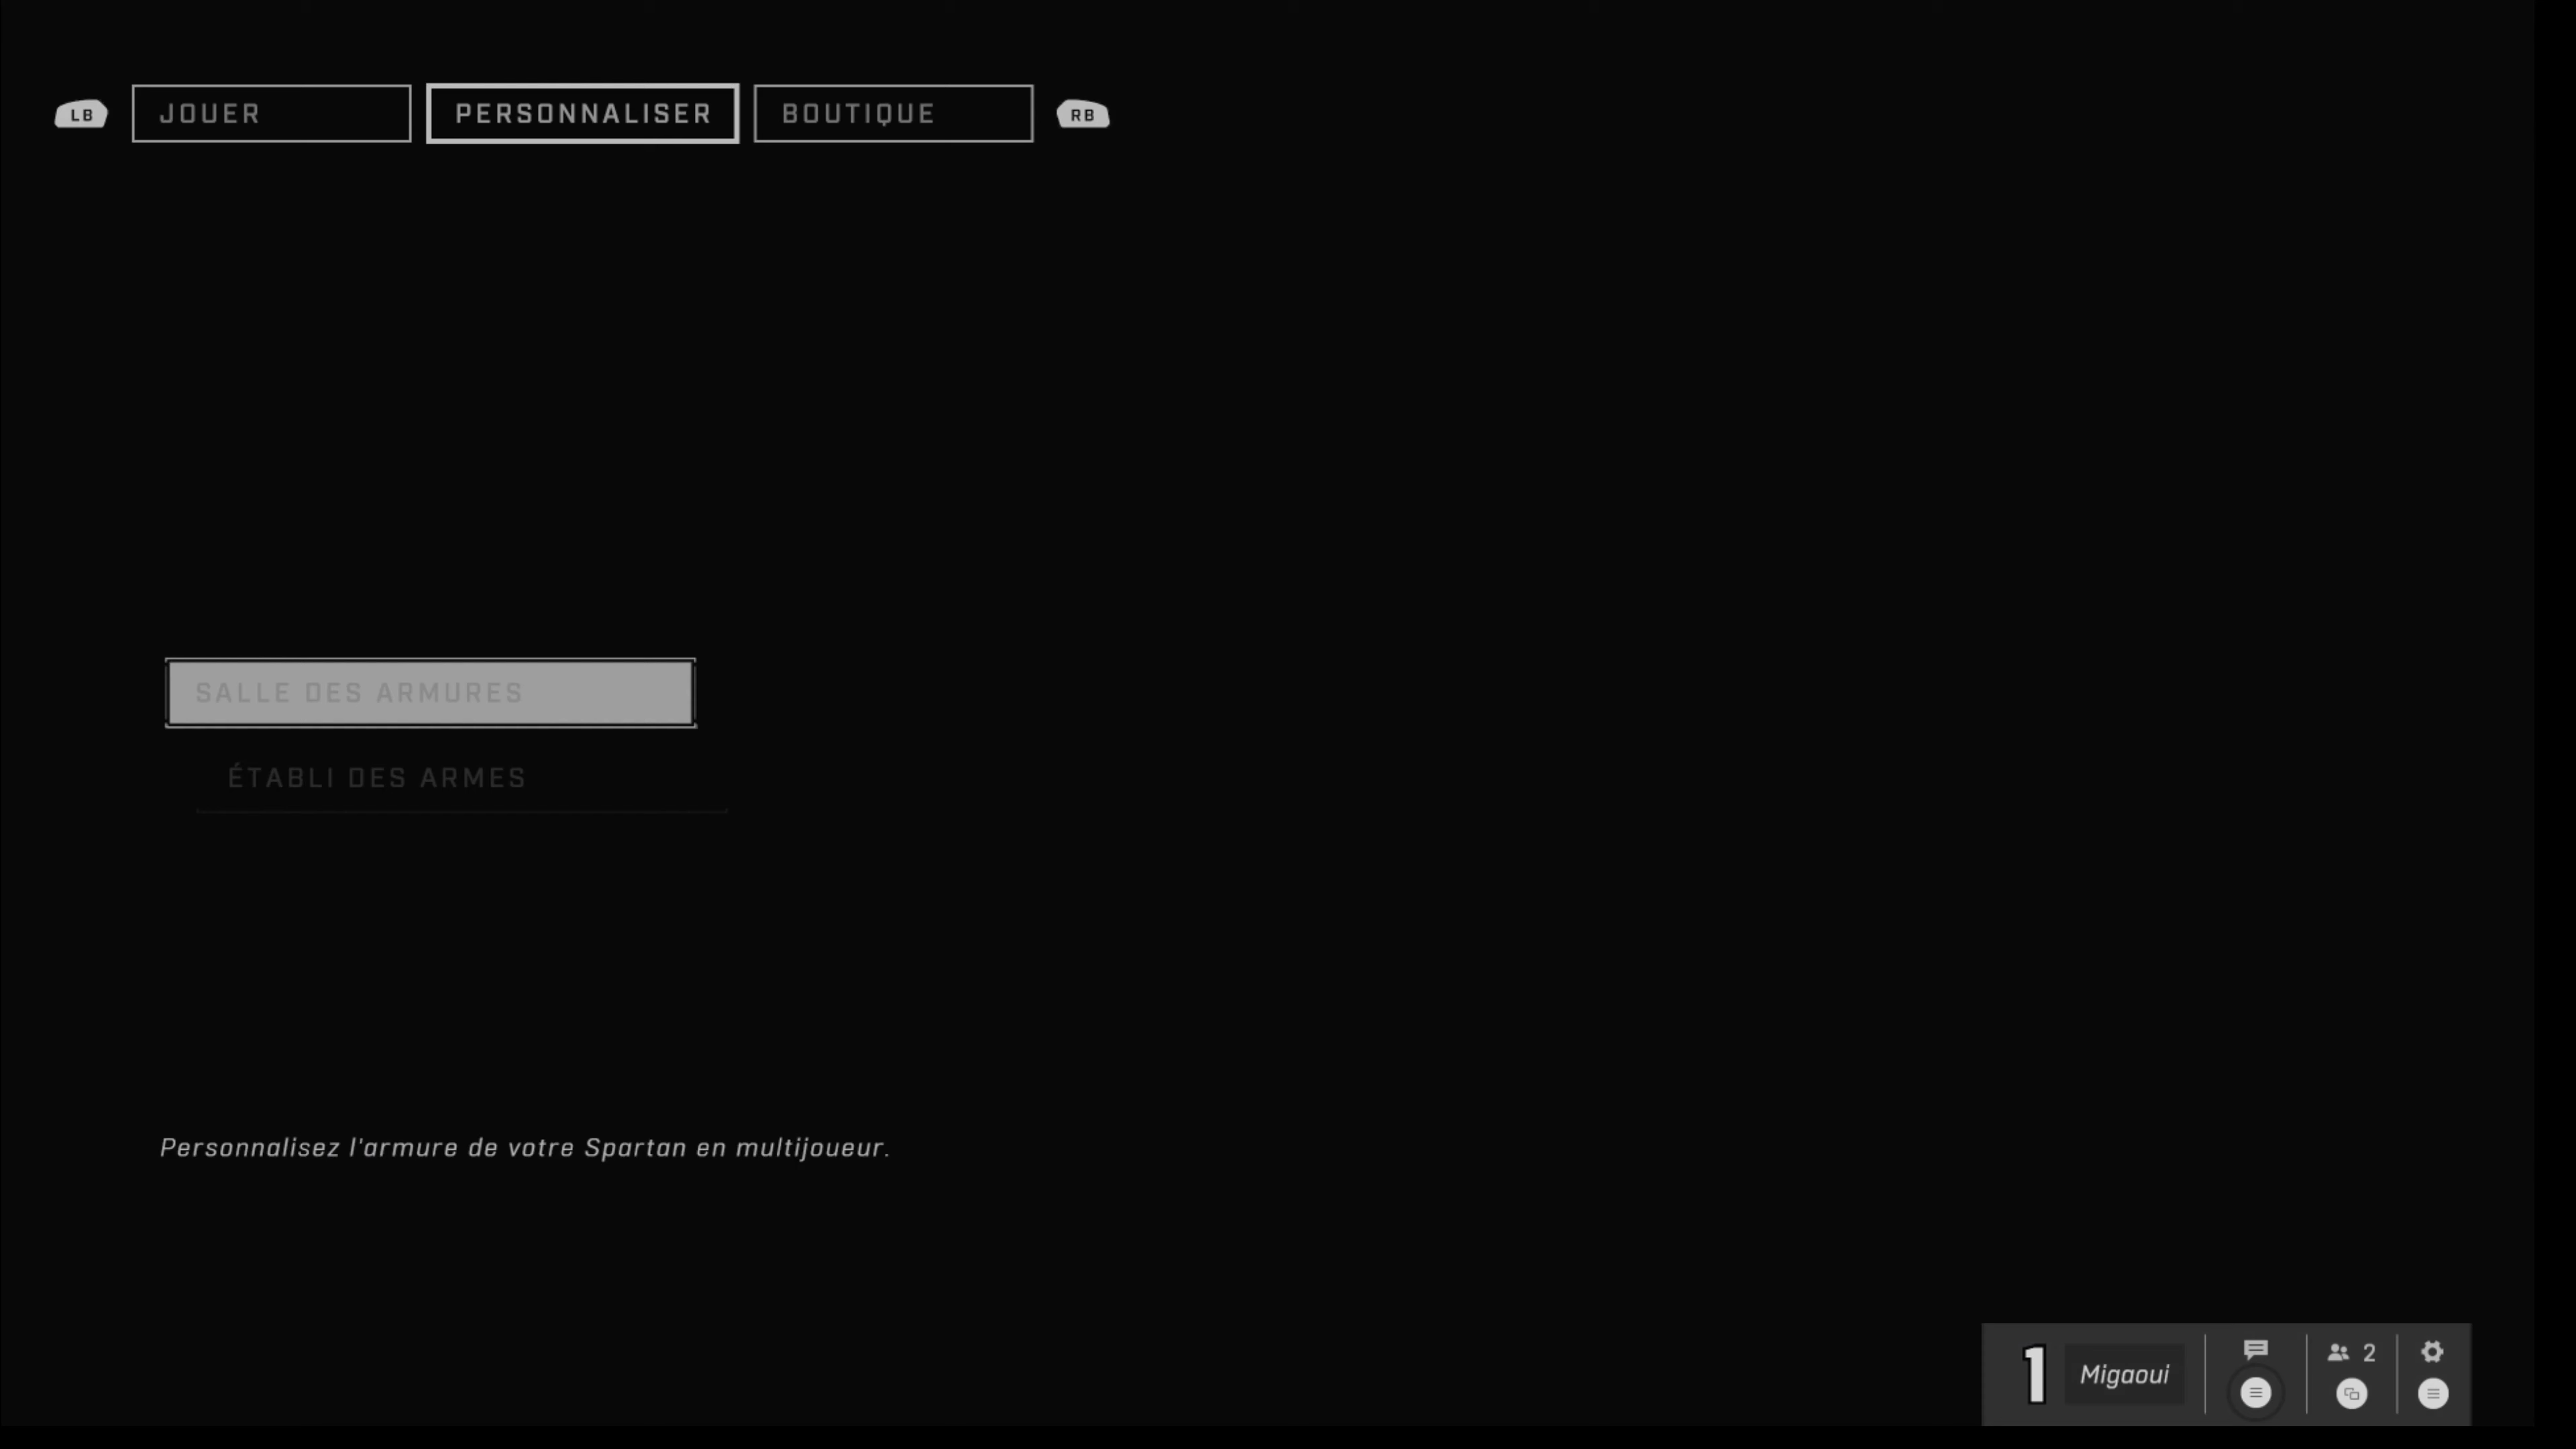 LB JOUER PERSONNALISER BOUTIQUE RB
SALLE DES ARMURES
ÉTABLI DES ARMES
Personnalisez l'armure de votre Spartan en multijoueur.
1 Migaoui 2